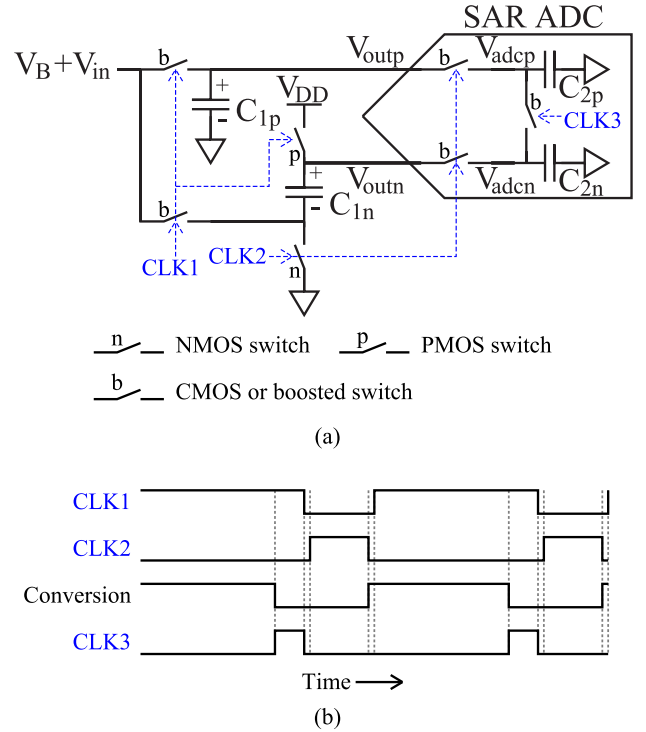 SAR ADC
V_B+V_in
b
V_outp
b
V_adcp
+
-
C_1p
V_DD
C_2p
b
CLK3
p
b
V_outn
V_adcn
C_2n
+
-
C_1n
b
CLK1
CLK2
n
n NMOS switch
p PMOS switch
b CMOS or boosted switch
(a)
CLK1
CLK2
Conversion
CLK3
Time
(b)